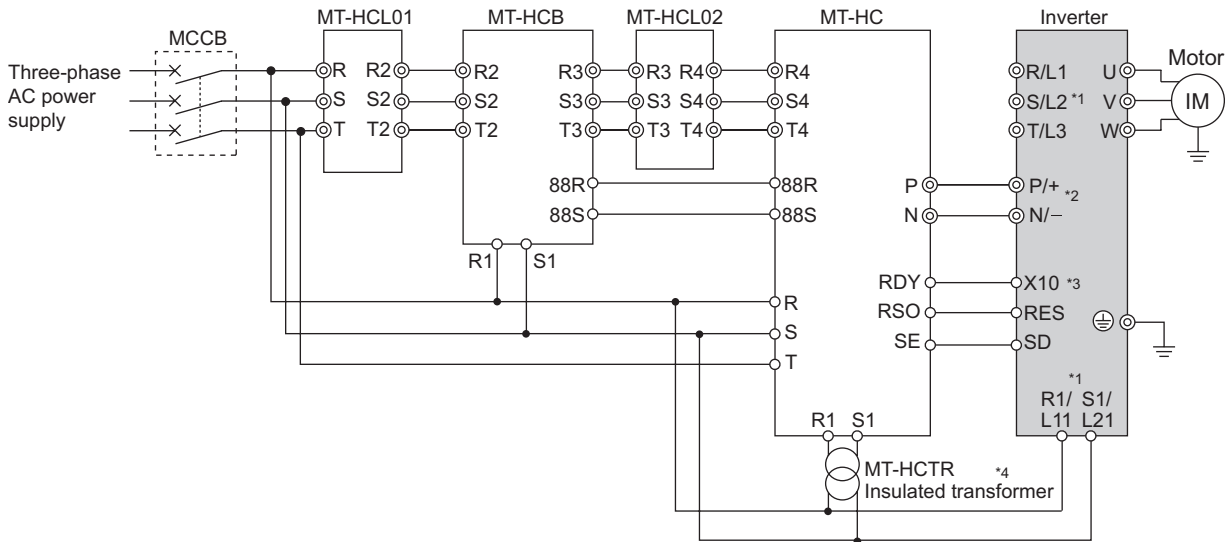 MT-HCL01 MT-HCB MT-HCL02 MT-HC Inverter
MCCB
Motor
Three-phase
AC power
supply
R R2 R2 R3 R3 R4 R4 R/L1 U
S S2 S2 S3 S3 S4 S4 S/L2 *1 V IM
T T2 T2 T3 T3 T4 T4 T/L3 W
88R 88R P P/+ *2
88S 88S N N/−
R1 S1
RDY X10 *3
R
RSO RES
S
SE SD
T
*1
R1/ S1/
R1 S1 L11 L21
MT-HCTR *4
Insulated transformer